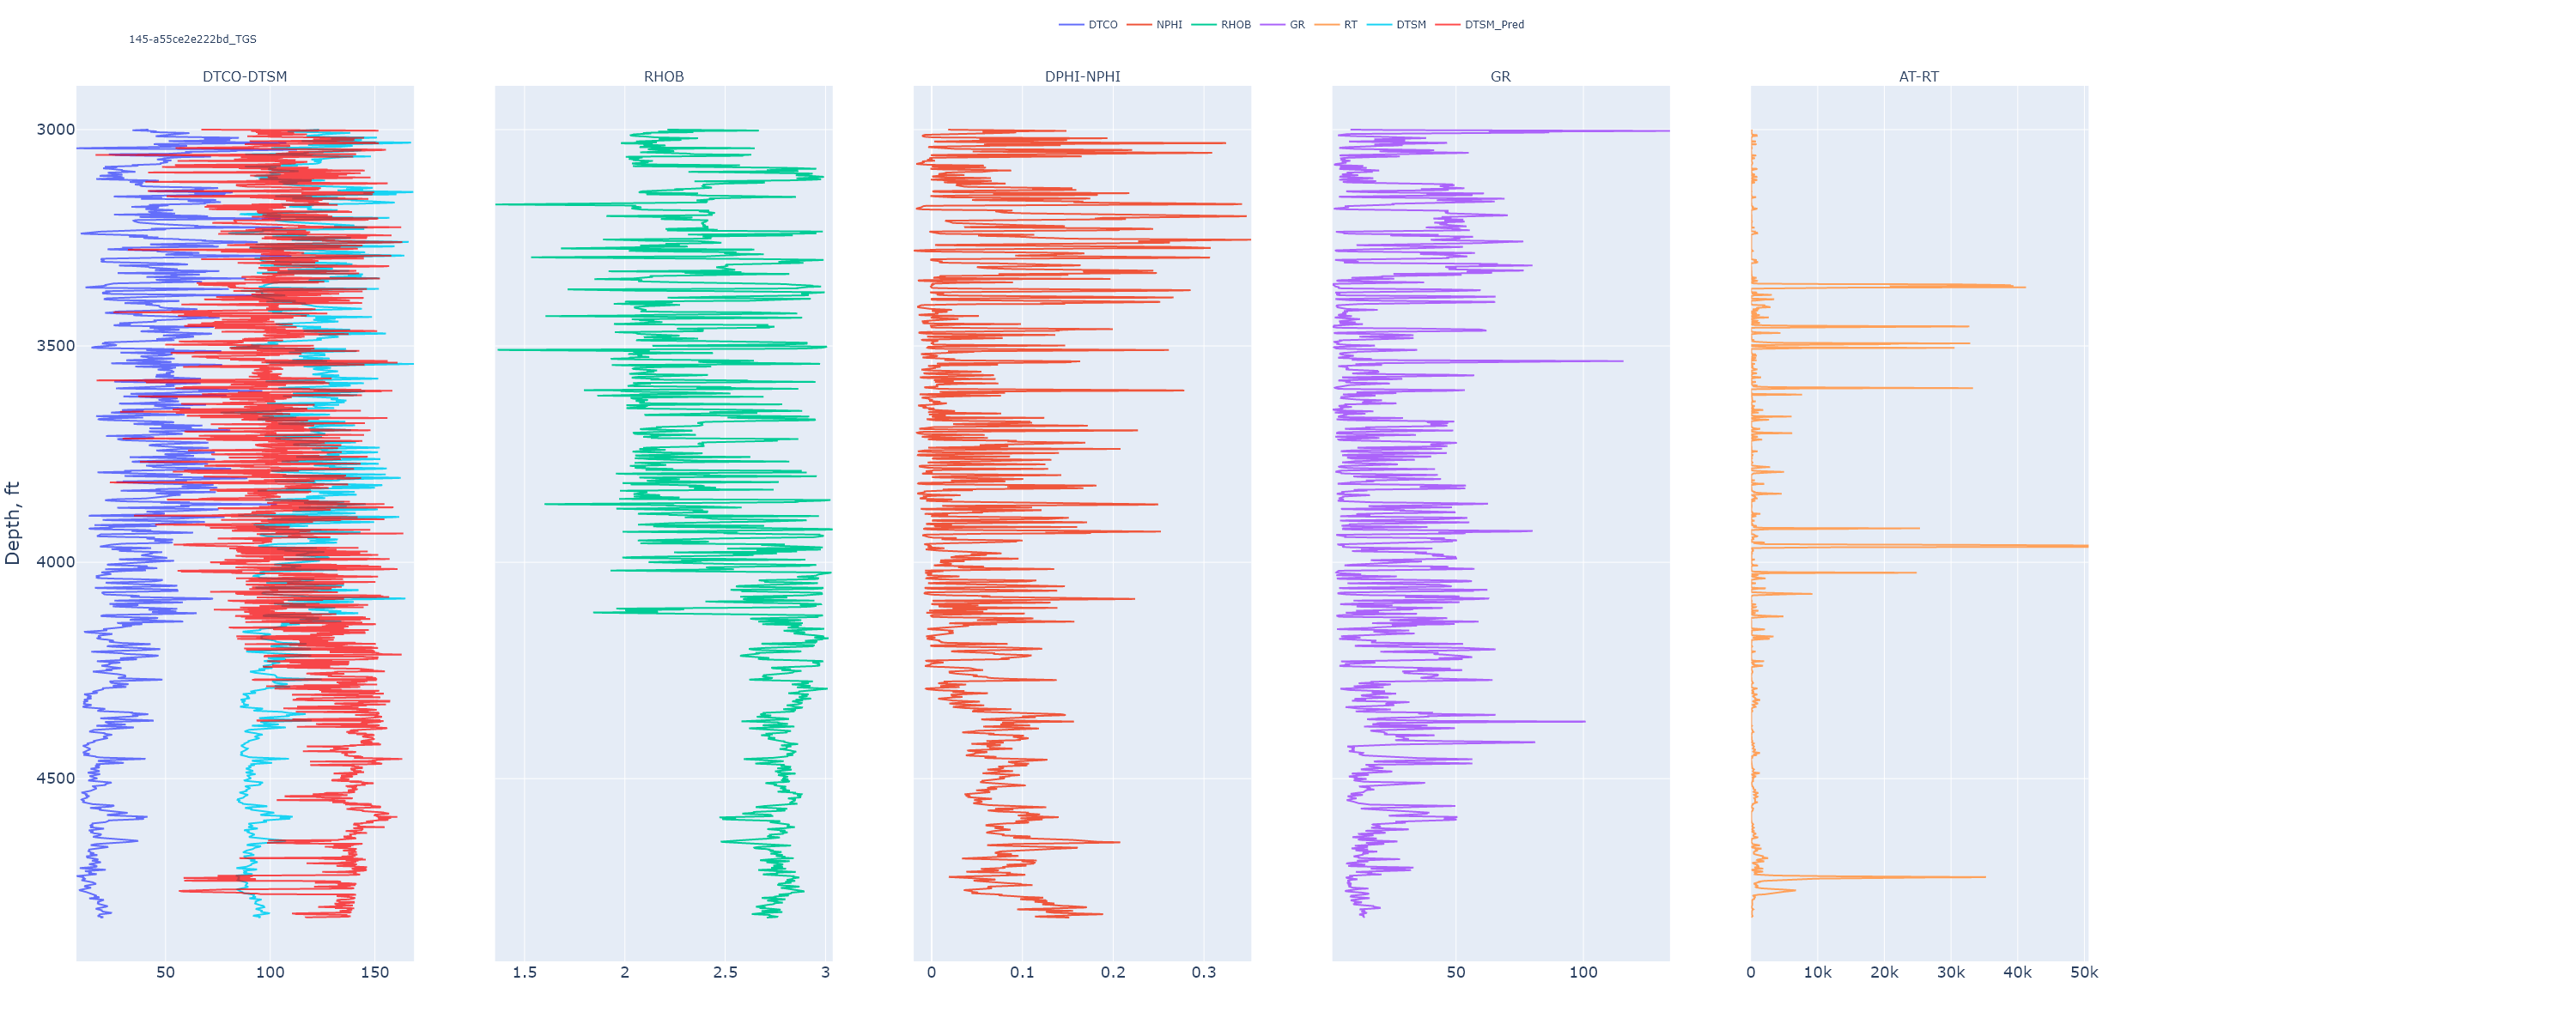 DTCO NPHI RHOB GR RT DTSM DTSM_Pred
145-a55ce2e222bd_TGS
DTCO-DTSM RHOB DPHI-NPHI GR AT-RT
3000
3500
4000
4500
Depth, ft
50 100 150 1.5 2 2.5 3 0 0.1 0.2 0.3 50 100 0 10k 20k 30k 40k 50k